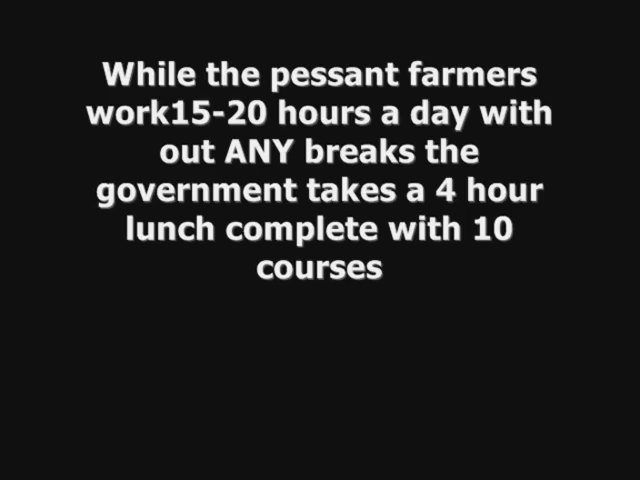 While the pessant farmers
work15-20 hours a day with
out ANY breaks the
government takes a 4 hour
lunch complete with 10
courses